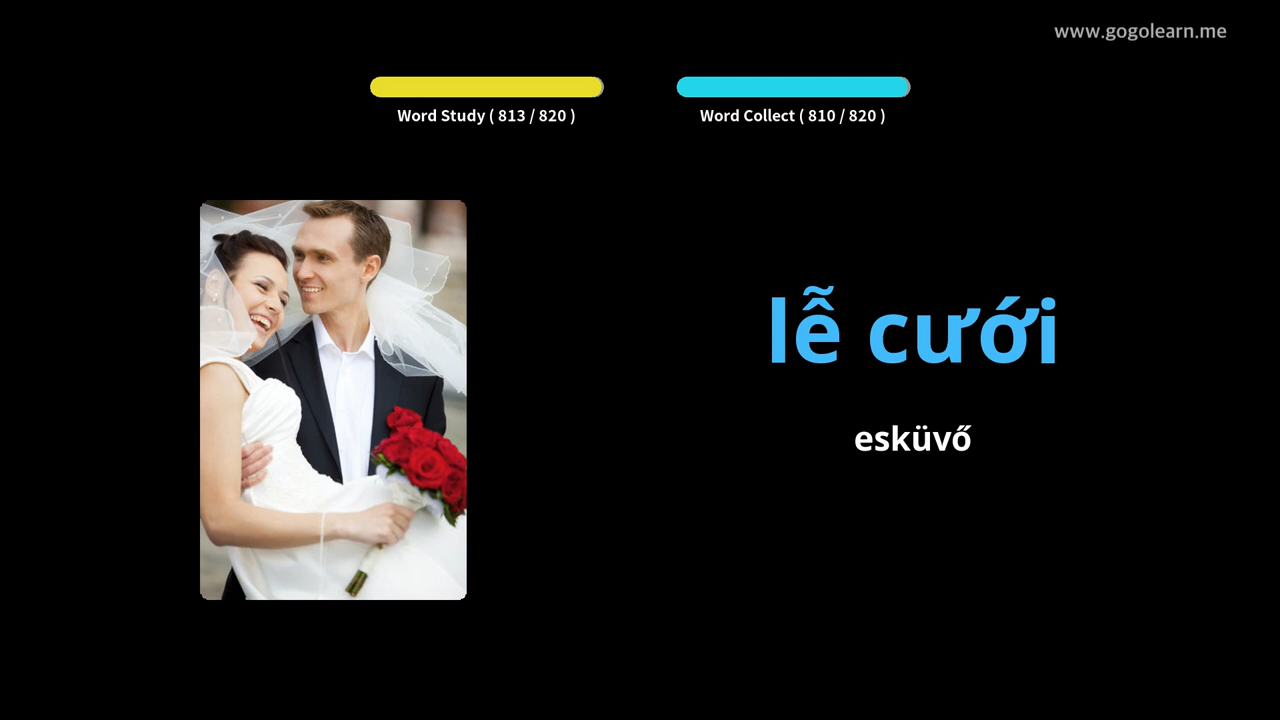 www.gogolearn.me
Word Study ( 813 / 820 )
Word Collect ( 810 / 820 )
lễ cưới
esküvő